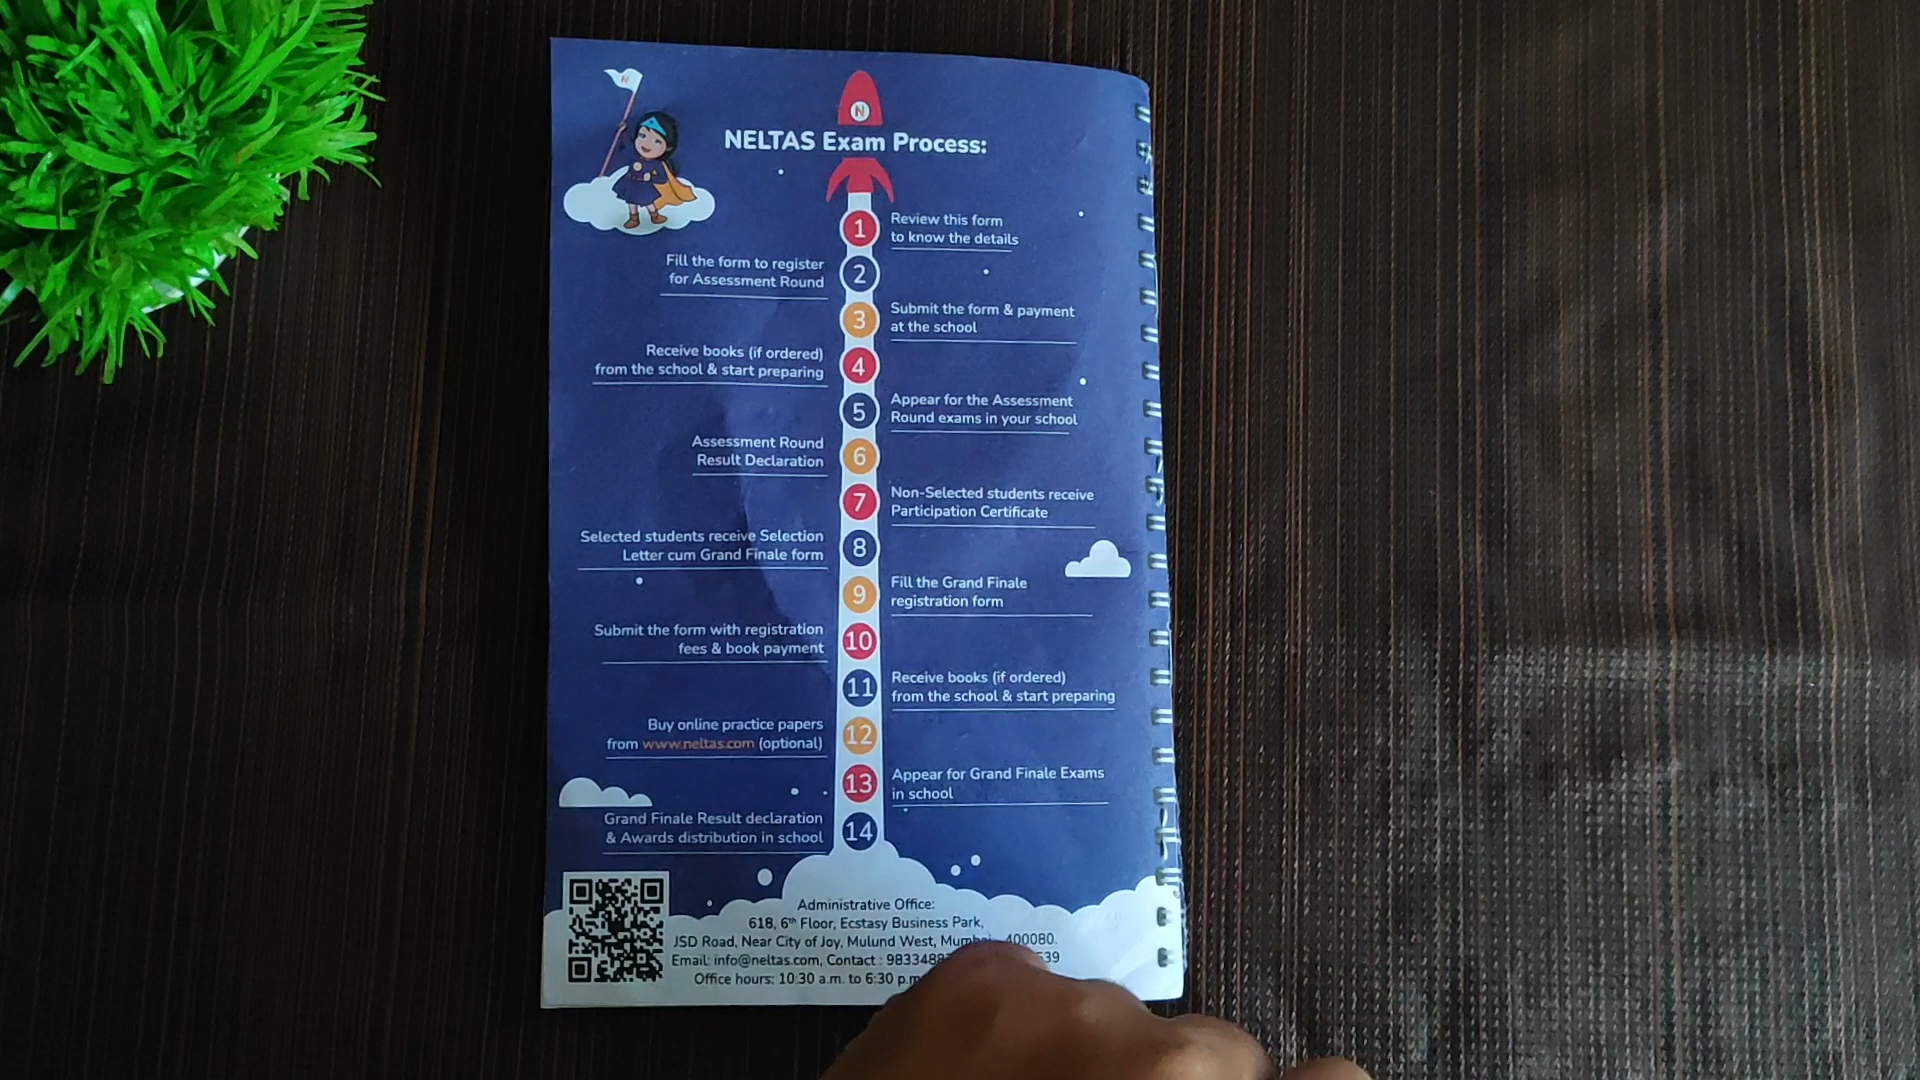 N
N
NELTAS Exam Process:
1
Review this form
to know the details
Fill the form to register
for Assessment Round
2
3
Submit the form & payment
at the school
Receive books (if ordered)
from the school & start preparing
4
5
Appear for the Assessment
Round exams in your school
Assessment Round
Result Declaration
6
7
Non-Selected students receive
Participation Certificate
Selected students receive Selection
Letter cum Grand Finale form
8
9
Fill the Grand Finale
registration form
Submit the form with registration
fees & book payment
10
11
Receive books (if ordered)
from the school & start preparing
Buy online practice papers
from www.neltas.com (optional)
12
13
Appear for Grand Finale Exams
in school
Grand Finale Result declaration
& Awards distribution in school
14
Administrative Office:
618, 6th Floor, Ecstasy Business Park,
JSD Road, Near City of Joy, Mulund West, 400080.
Email: info@neltas.com, Contact :
Office hours: 10:30 a.m. to 6:30